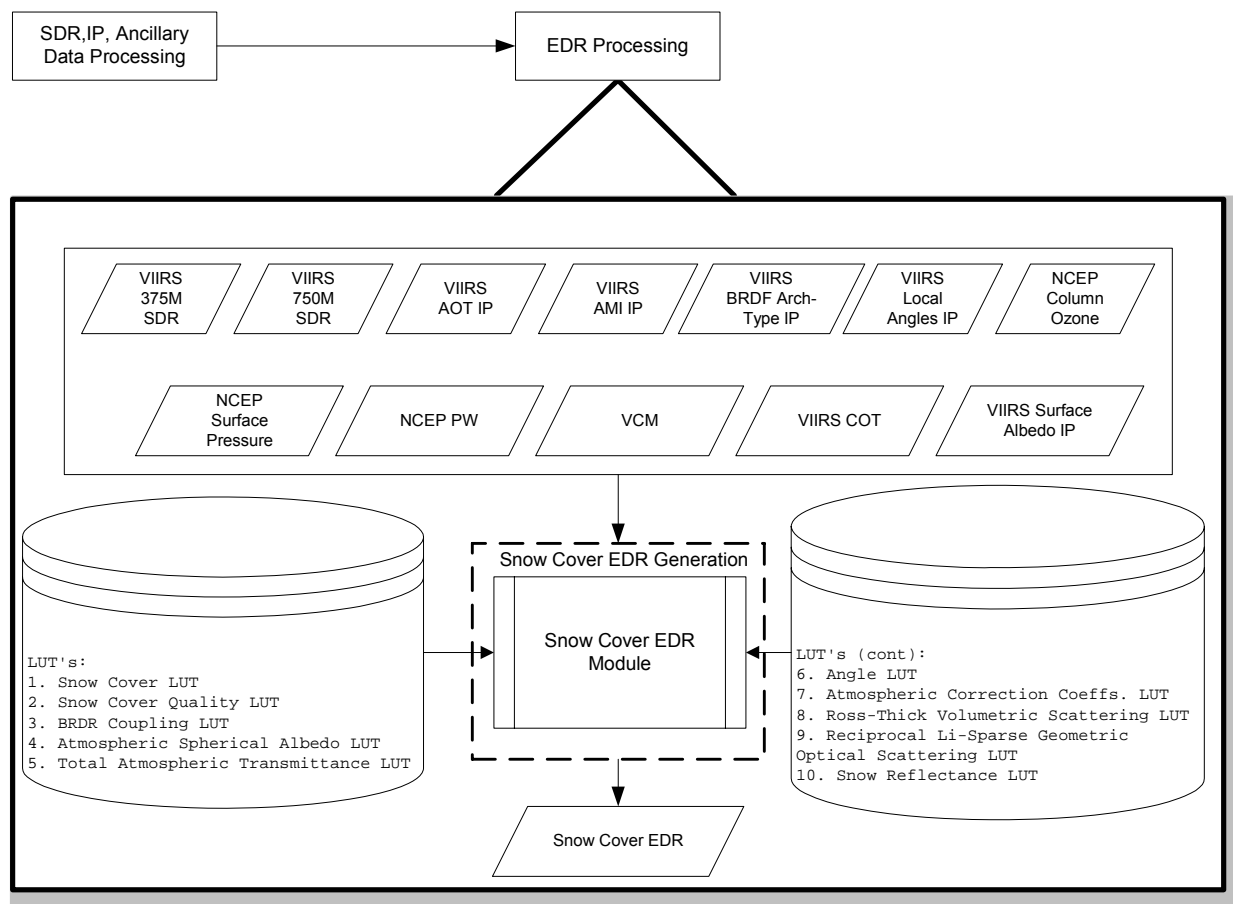 SDR,IP, Ancillary
Data Processing
EDR Processing
VIIRS
375M
SDR
VIIRS
750M
SDR
VIIRS
AOT IP
VIIRS
AMI IP
VIIRS
BRDF Arch-
Type IP
VIIRS
Local
Angles IP
NCEP
Column
Ozone
NCEP
Surface
Pressure
NCEP PW
VCM
VIIRS COT
VIIRS Surface
Albedo IP
Snow Cover EDR Generation
Snow Cover EDR
Module
LUT's:
1. Snow Cover LUT
2. Snow Cover Quality LUT
3. BRDR Coupling LUT
4. Atmospheric Spherical Albedo LUT
5. Total Atmospheric Transmittance LUT
LUT's (cont):
6. Angle LUT
7. Atmospheric Correction Coeffs. LUT
8. Ross-Thick Volumetric Scattering LUT
9. Reciprocal Li-Sparse Geometric
Optical Scattering LUT
10. Snow Reflectance LUT
Snow Cover EDR